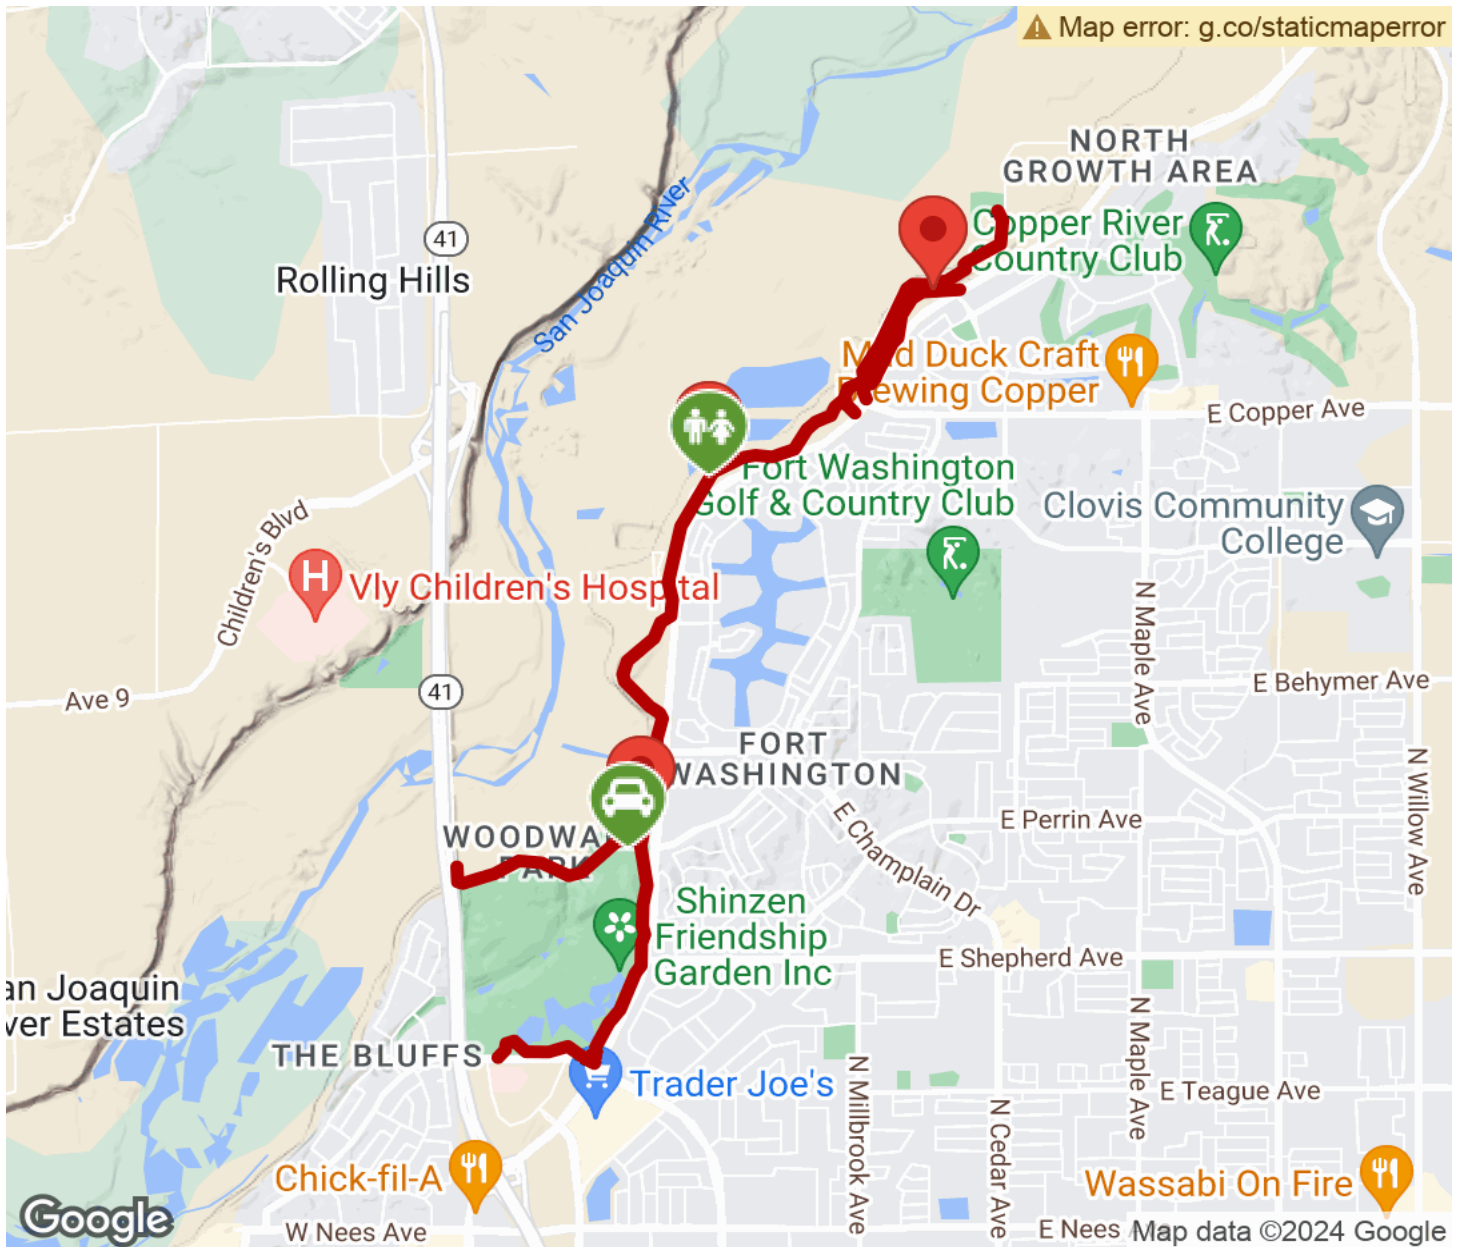 Map error: g.co/staticmaperror
NORTH
GROWTH AREA
41
Copper River
Country Club
Rolling Hills
San Joaquin River
Mad Duck Craft
Brewing Copper
E Copper Ave
Fort Washington
Golf & Country Club
Clovis Community
College
Children's Blvd
H
Vly Children's Hospital
N Maple Ave
41
Ave 9
E Behymer Ave
FORT
WASHINGTON
N Willow Ave
WOODWA
PARK
E Perrin Ave
E Champlain Dr
Shinzen
Friendship
Garden Inc
E Shepherd Ave
an Joaquin
ver Estates
THE BLUFFS
Trader Joe's
N Millbrook Ave
N Cedar Ave
N Maple Ave
E Teague Ave
Chick-fil-A
Wassabi On Fire
Google
W Nees Ave
E Nees
Map data ©2024 Google